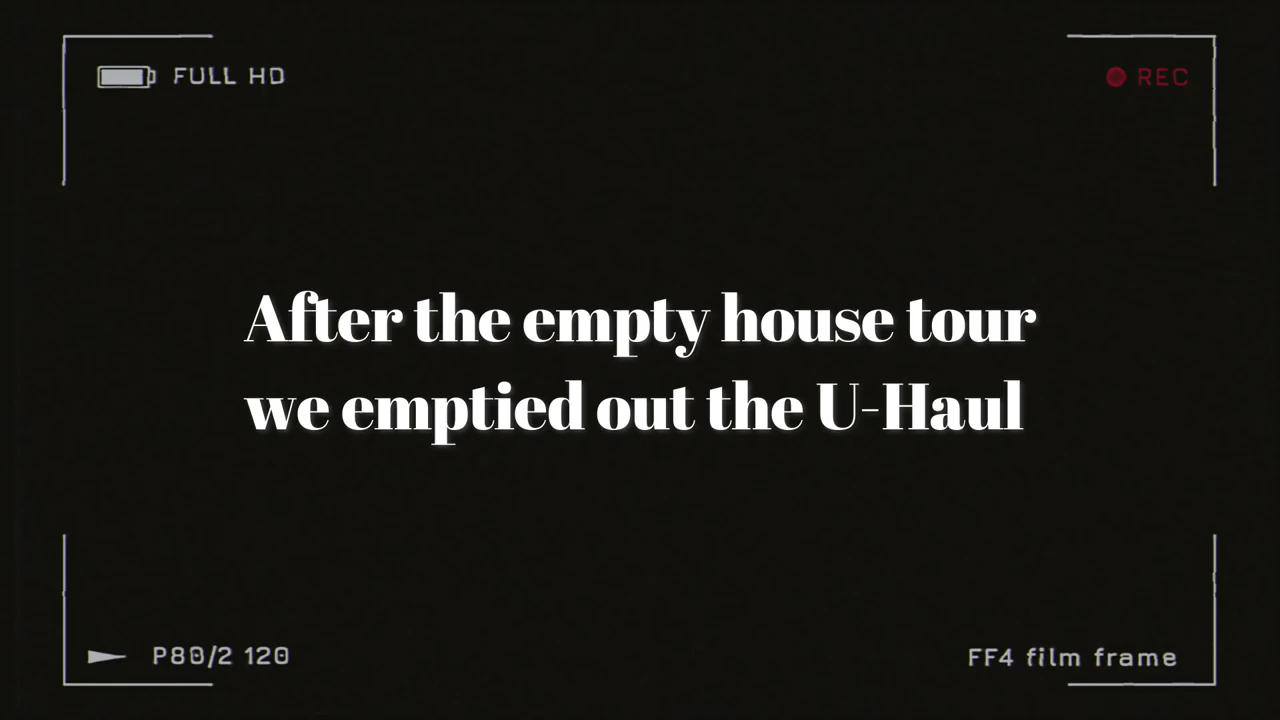 FULL HD
REC
After the empty house tour
we emptied out the U-Haul
P80/2 120
FF4 film frame